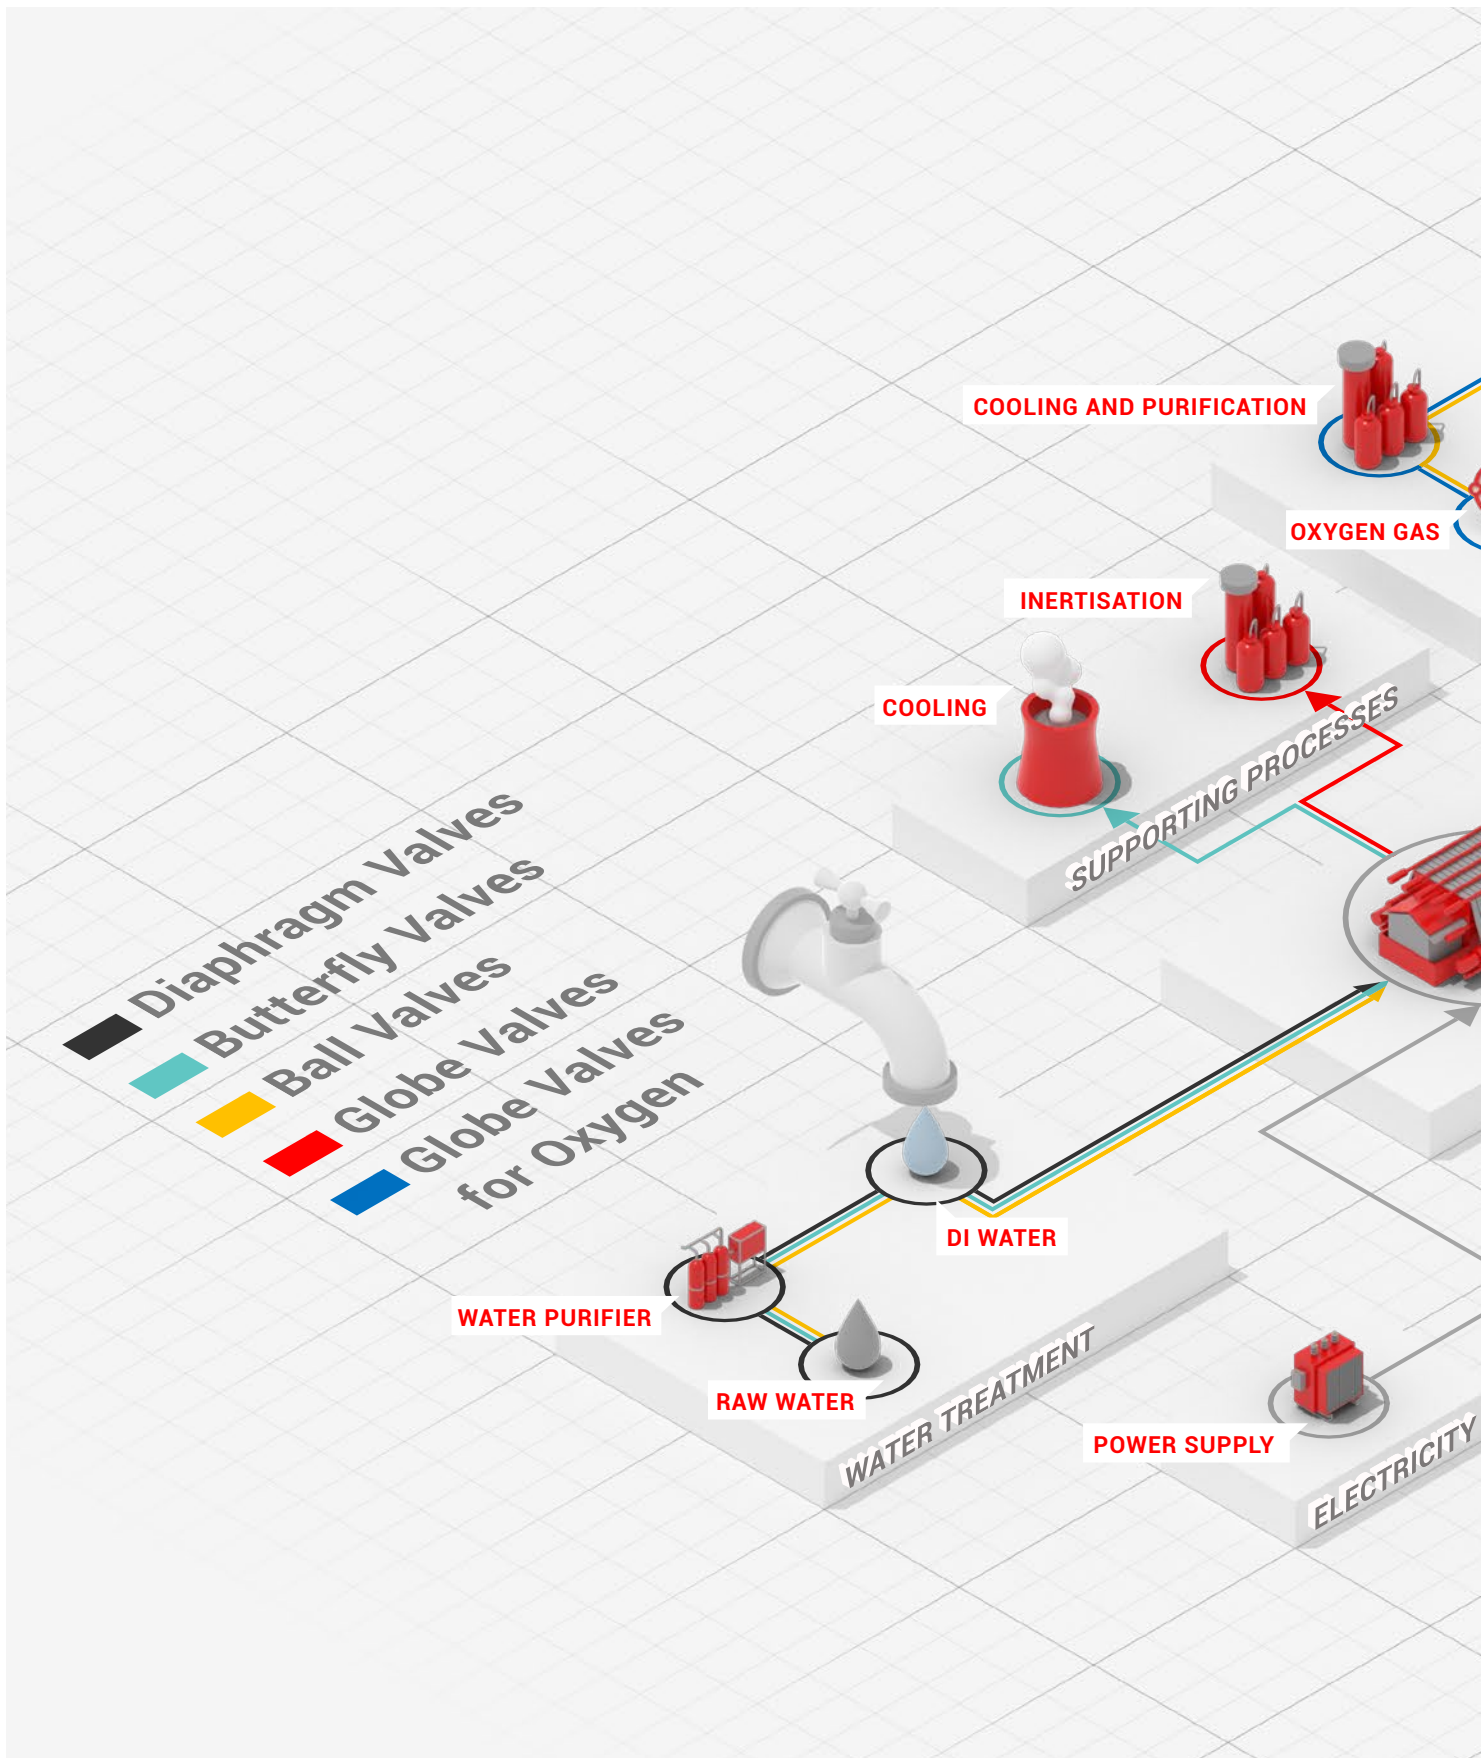 COOLING AND PURIFICATION
OXYGEN GAS
INERTISATION
COOLING
SUPPORTING PROCESSES
Diaphragm Valves
Butterfly Valves
Ball Valves
Globe Valves
Globe Valves
for Oxygen
DI WATER
WATER PURIFIER
RAW WATER
WATER TREATMENT
POWER SUPPLY
ELECTRICITY